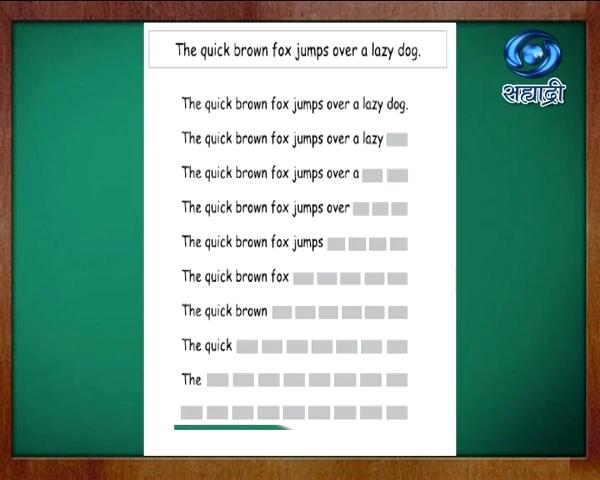 The quick brown fox jumps over a lazy dog.
सह्याद्री
The quick brown fox jumps over a lazy dog.
The quick brown fox jumps over a lazy
The quick brown fox jumps over a
The quick brown fox jumps over
The quick brown fox jumps
The quick brown fox
The quick brown
The quick
The